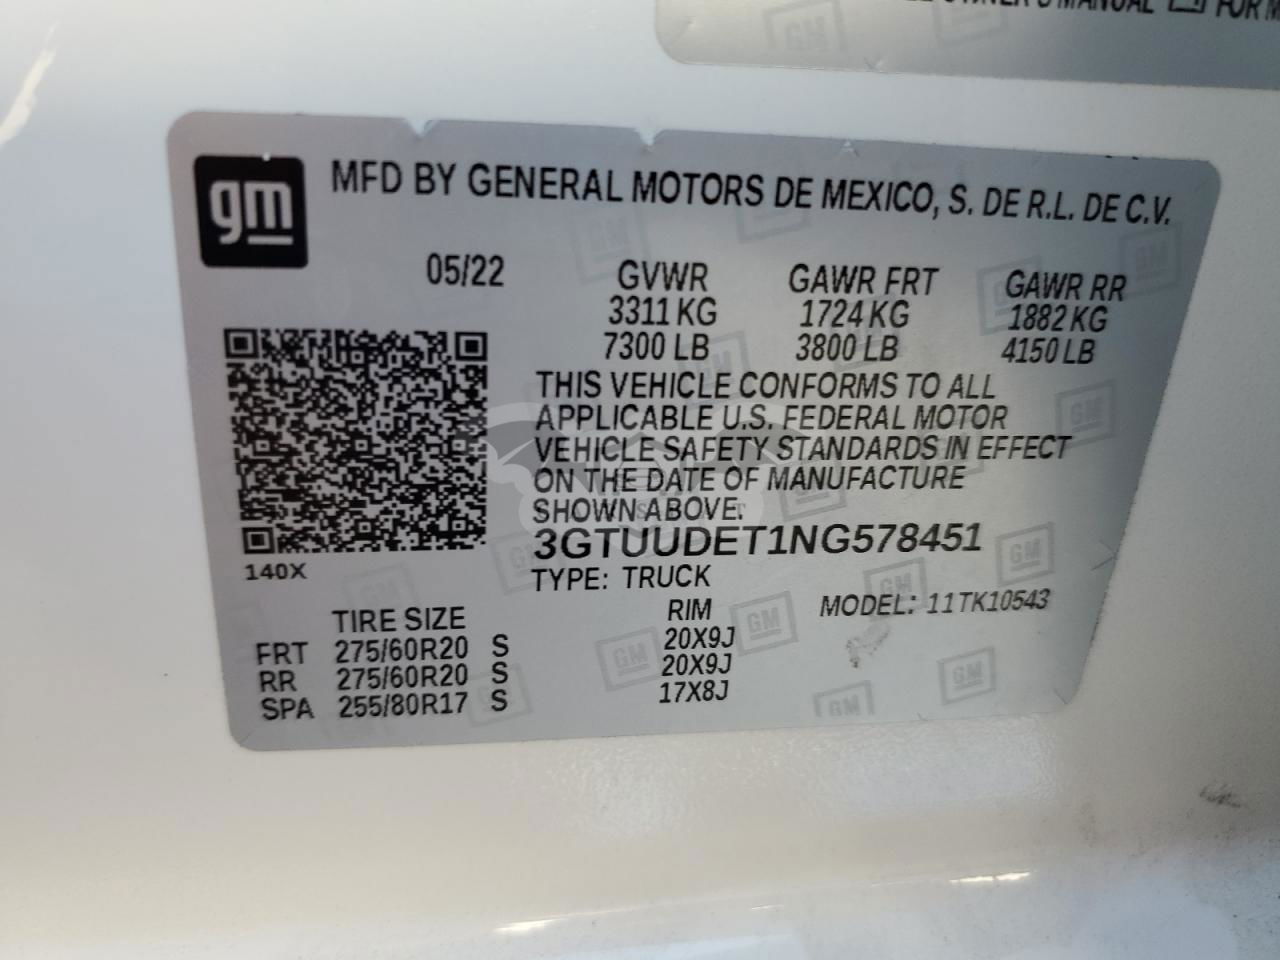 OWNER'S MANUAL
FOR M
gm
MFD BY GENERAL MOTORS DE MEXICO, S. DE R.L. DE C.V.
05/22 GVWR GAWR FRT GAWR RR
3311 KG 1724 KG 1882 KG
7300 LB 3800 LB 4150 LB
THIS VEHICLE CONFORMS TO ALL
APPLICABLE U.S. FEDERAL MOTOR
VEHICLE SAFETY STANDARDS IN EFFECT
ON THE DATE OF MANUFACTURE
SHOWN ABOVE.
3GTUUDET1NG578451
140X
TYPE: TRUCK
MODEL: 11TK10543
TIRE SIZE RIM
FRT 275/60R20 S 20X9J
RR 275/60R20 S 20X9J
SPA 255/80R17 S 17X8J